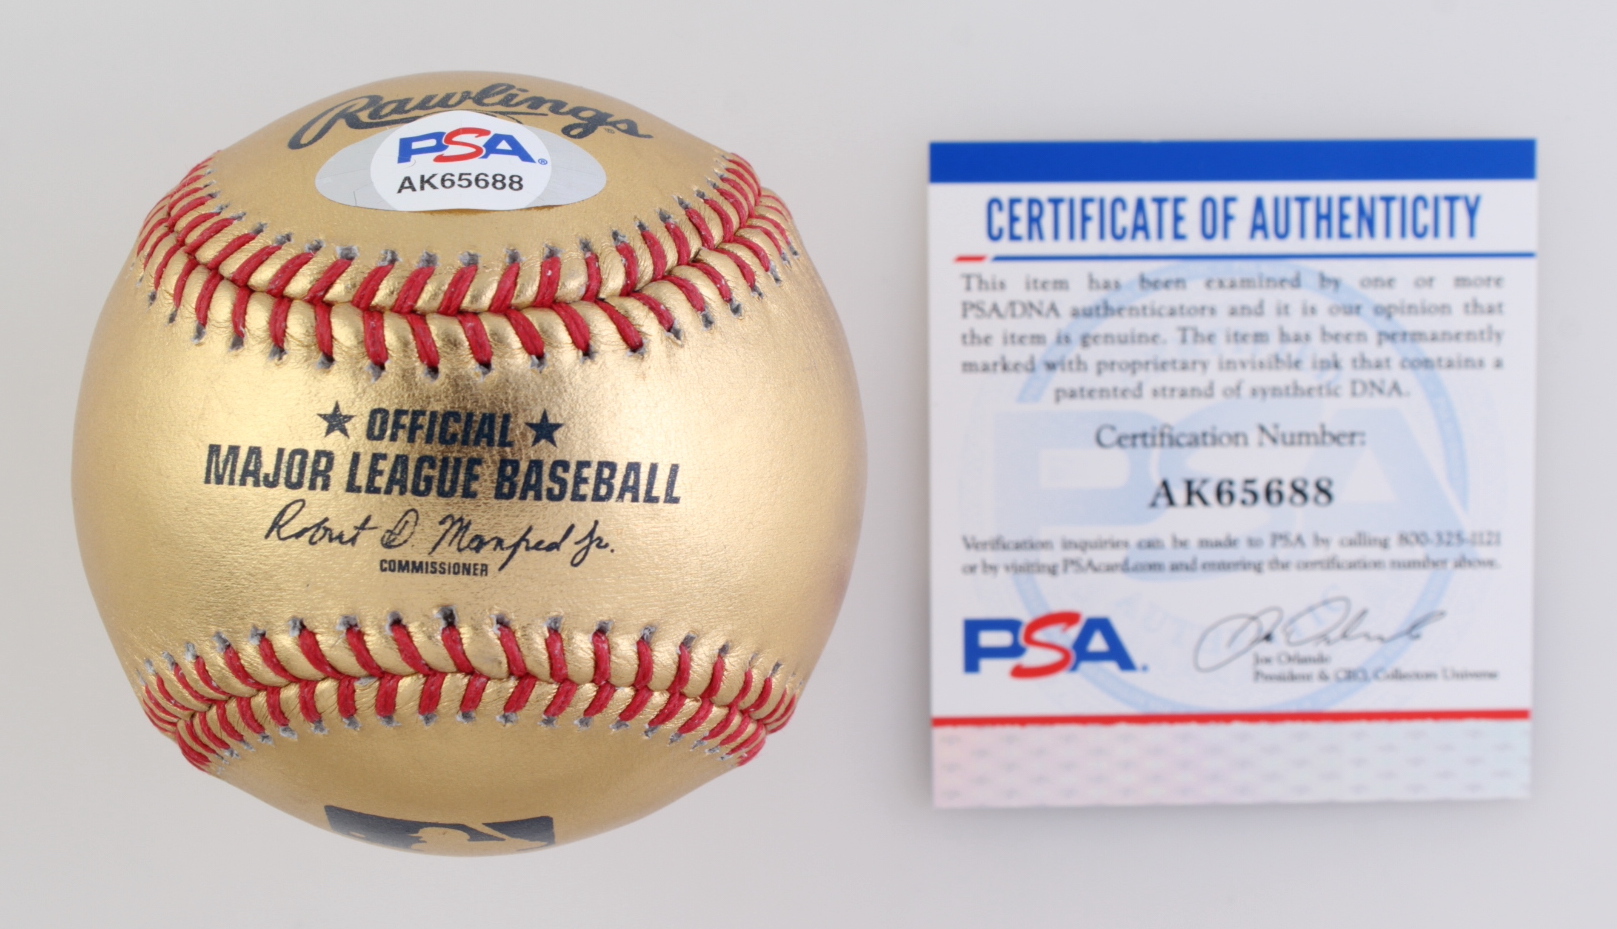 Rawlings
PSA®
AK65688
★ OFFICIAL ★
MAJOR LEAGUE BASEBALL
Robert D. Manfred Jr.
COMMISSIONER
CERTIFICATE OF AUTHENTICITY
This item has been examined by one or more
PSA/DNA authenticators and it is our opinion that
the item is genuine. The item has been permanently
marked with proprietary invisible ink that contains a
patented strand of synthetic DNA.
Certification Number:
AK65688
Verification inquiries can be made to PSA by calling 800-325-1121
or by visiting PSAcard.com and entering the certification number above.
PSA.
Joe Orlando
Joe Orlando
President & CEO, Collectors Universe